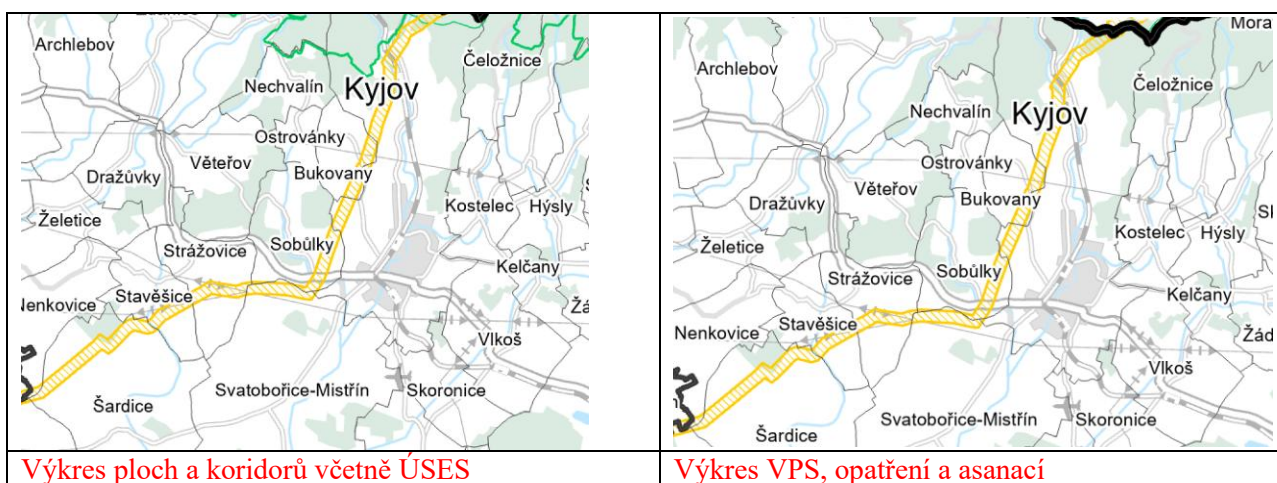 Archlebov
Čeložnice
Nechvalín
Kyjov
Ostrovánky
Věteřov
Bukovany
Dražůvky
Kostelec
Hýsly
Želetice
Strážovice
Sobůlky
Kelčany
Nenkovice
Stavěšice
Vlkoš
Svatobořice-Mistřín
Skoronice
Šardice
Výkres ploch a koridorů včetně ÚSES
Mora
Archlebov
Čeložnice
Nechvalín
Kyjov
Ostrovánky
Věteřov
Bukovany
Dražůvky
Kostelec
Hýsly
Želetice
Strážovice
Sobůlky
Kelčany
Nenkovice
Stavěšice
Žád
Vlkoš
Svatobořice-Mistřín
Skoronice
Šardice
Výkres VPS, opatření a asanací